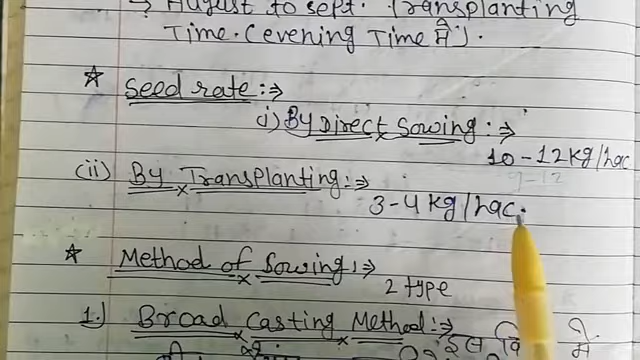 → August to sept. Transplanting
Time. (evening Time में).
☆ Seed rate :⇒
(i) By Direct Sowing :⇒
10 - 12 kg/hac
9-12
(ii) By Transplanting :⇒
3-4 kg/hac.
☆ Method of Sowing :⇒
2 type
1.) Broad Casting Method :⇒ इस वि में